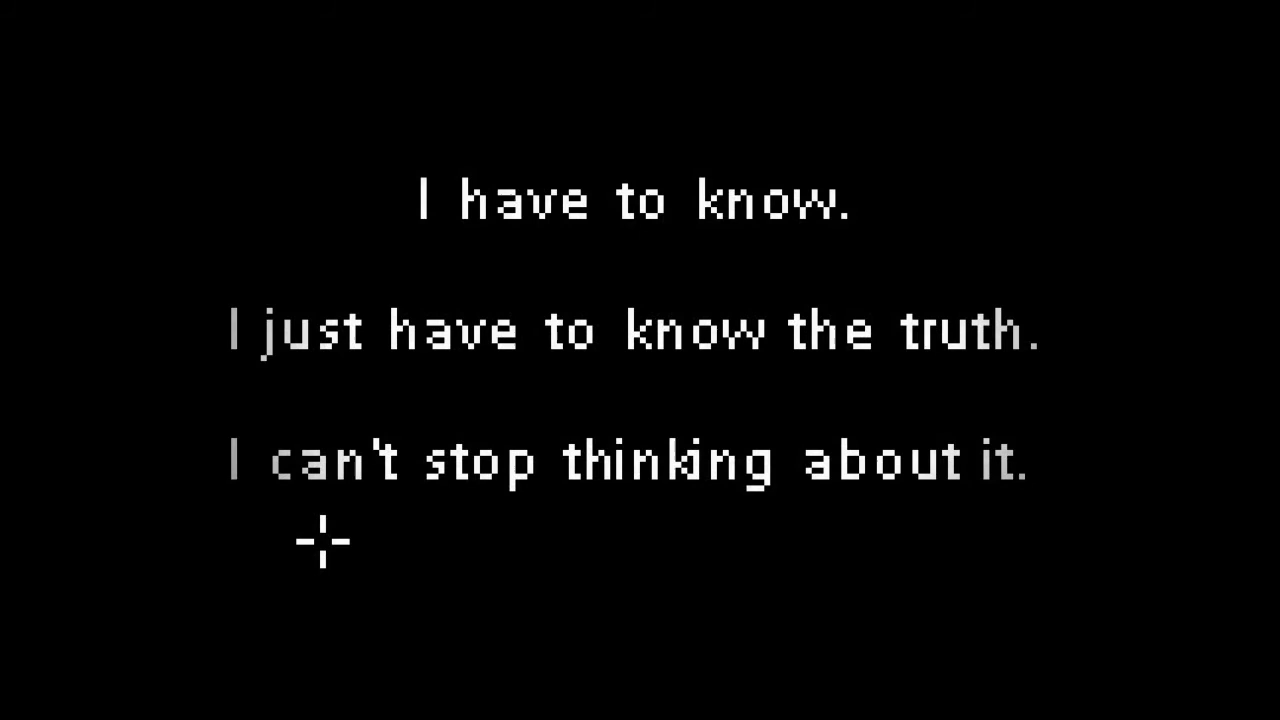 I have to know.
I just have to know the truth.
I can't stop thinking about it.